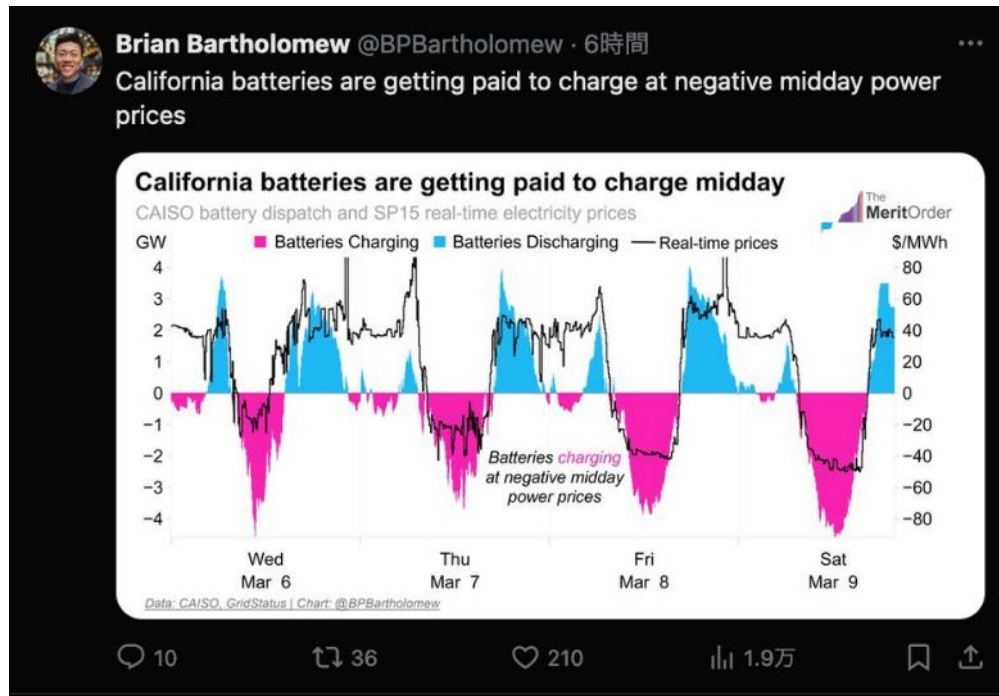 Brian Bartholomew @BPBartholomew · 6時間
California batteries are getting paid to charge at negative midday power
prices
California batteries are getting paid to charge midday
CAISO battery dispatch and SP15 real-time electricity prices
The
MeritOrder
GW
Batteries Charging
Batteries Discharging
Real-time prices
$/MWh
4
3
2
1
0
−1
−2
−3
−4
80
60
40
20
0
−20
−40
−60
−80
Batteries charging
at negative midday
power prices
Wed
Mar 6
Thu
Mar 7
Fri
Mar 8
Sat
Mar 9
Data: CAISO, GridStatus | Chart: @BPBartholomew
10
36
210
1.9万